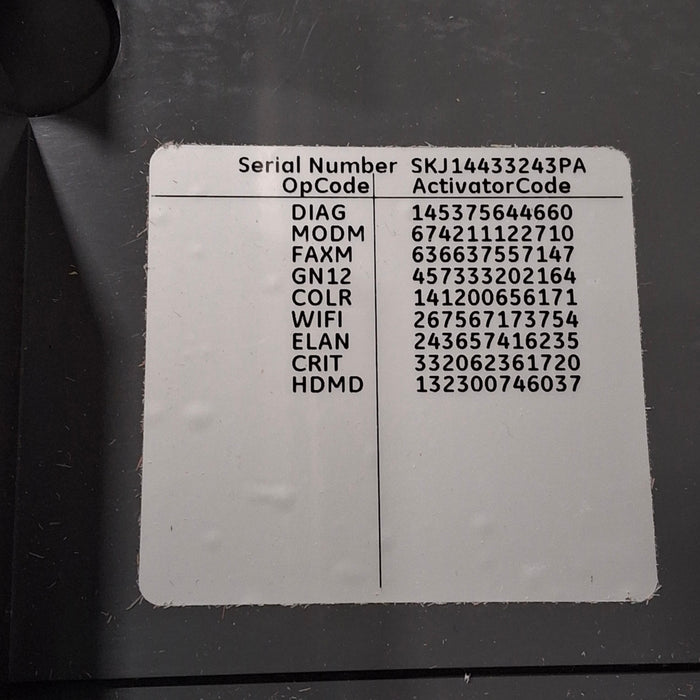 Serial Number SKJ14433243PA
OpCode ActivatorCode
DIAG 145375644660
MODM 674211122710
FAXM 636637557147
GN12 457333202164
COLR 141200656171
WIFI 267567173754
ELAN 243657416235
CRIT 332062361720
HDMD 132300746037